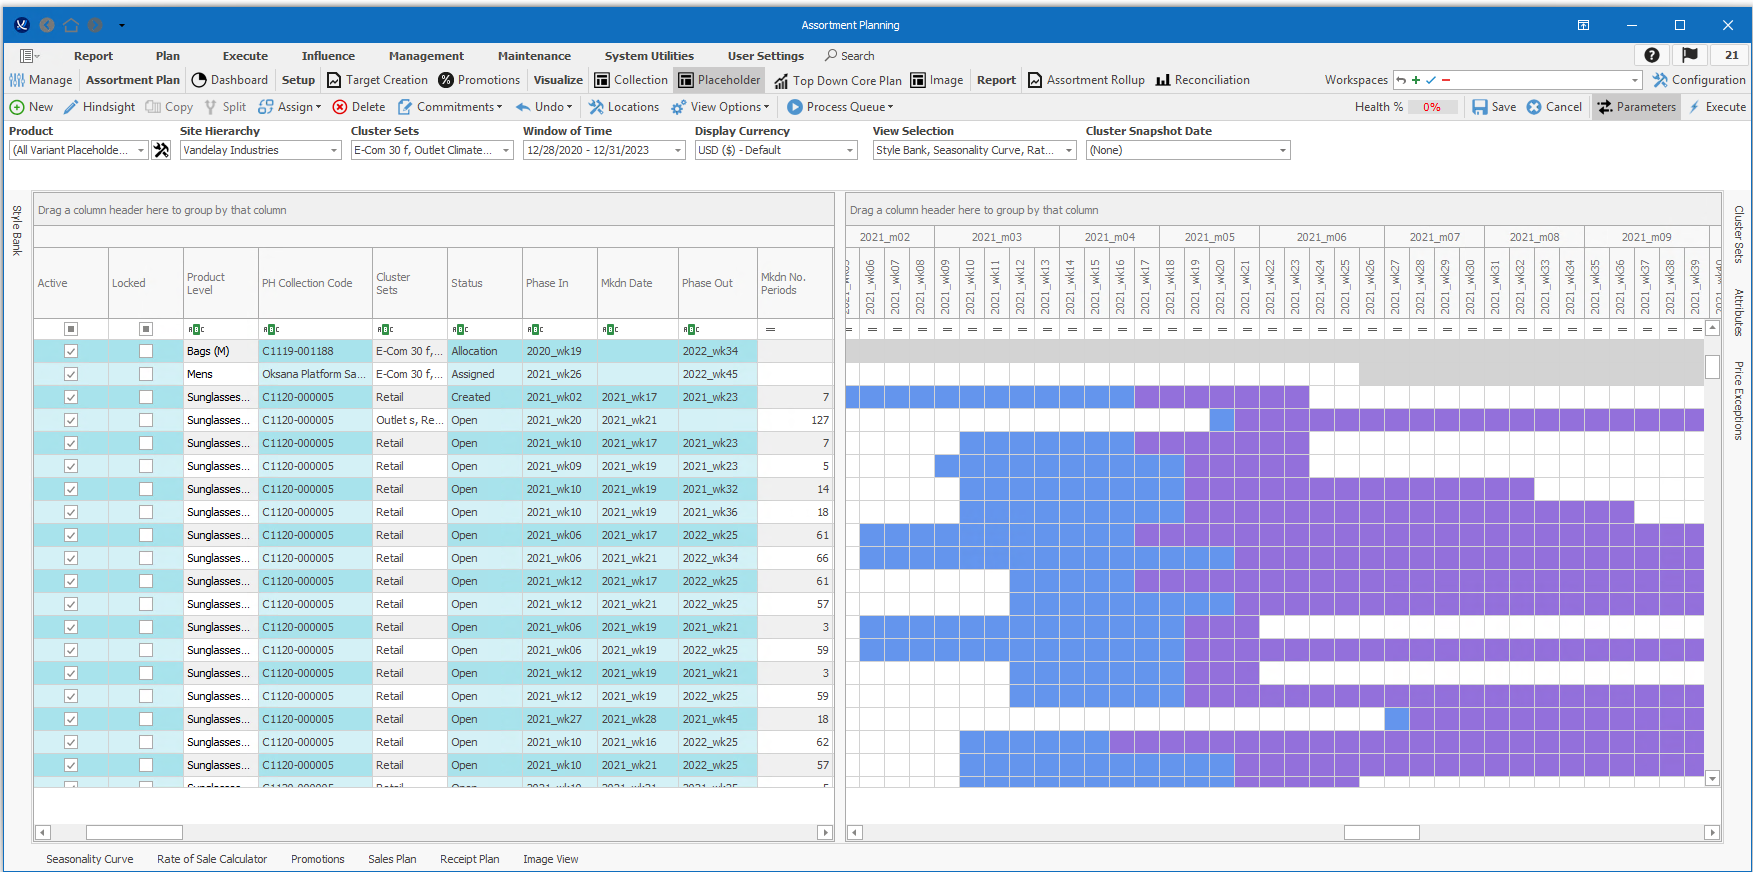 Assortment Planning
Report Plan Execute Influence Management Maintenance System Utilities User Settings Search 21
Manage Assortment Plan Dashboard Setup Target Creation Promotions Visualize Collection Placeholder Top Down Core Plan Image Report Assortment Rollup Reconciliation Workspaces Configuration
New Hindsight Copy Split Assign Delete Commitments Undo Locations View Options Process Queue Health % 0% Save Cancel Parameters Execute
Product Site Hierarchy Cluster Sets Window of Time Display Currency View Selection Cluster Snapshot Date
(All Variant Placeholde... Vandelay Industries E-Com 30 f, Outlet Climate... 12/28/2020 - 12/31/2023 USD ($) - Default Style Bank, Seasonality Curve, Rat... (None)
Style Bank
Drag a column header here to group by that column
Active Locked Product Level PH Collection Code Cluster Sets Status Phase In Mkdn Date Phase Out Mkdn No. Periods
Bags (M) C1119-001188 E-Com 30 f,... Allocation 2020_wk19 2022_wk34
Mens Oksana Platform Sa... E-Com 30 f,... Assigned 2021_wk26 2022_wk45
Sunglasses... C1120-000005 Retail Created 2021_wk02 2021_wk17 2021_wk23 7
Sunglasses... C1120-000005 Outlet s, Re... Open 2021_wk20 2021_wk21 127
Sunglasses... C1120-000005 Retail Open 2021_wk10 2021_wk17 2021_wk23 7
Sunglasses... C1120-000005 Retail Open 2021_wk09 2021_wk19 2021_wk23 5
Sunglasses... C1120-000005 Retail Open 2021_wk10 2021_wk19 2021_wk32 14
Sunglasses... C1120-000005 Retail Open 2021_wk10 2021_wk19 2021_wk36 18
Sunglasses... C1120-000005 Retail Open 2021_wk06 2021_wk17 2022_wk25 61
Sunglasses... C1120-000005 Retail Open 2021_wk06 2021_wk21 2022_wk34 66
Sunglasses... C1120-000005 Retail Open 2021_wk12 2021_wk17 2022_wk25 61
Sunglasses... C1120-000005 Retail Open 2021_wk12 2021_wk21 2022_wk25 57
Sunglasses... C1120-000005 Retail Open 2021_wk06 2021_wk19 2021_wk21 3
Sunglasses... C1120-000005 Retail Open 2021_wk06 2021_wk19 2022_wk25 59
Sunglasses... C1120-000005 Retail Open 2021_wk12 2021_wk19 2021_wk21 3
Sunglasses... C1120-000005 Retail Open 2021_wk12 2021_wk19 2022_wk25 59
Sunglasses... C1120-000005 Retail Open 2021_wk27 2021_wk28 2021_wk45 18
Sunglasses... C1120-000005 Retail Open 2021_wk10 2021_wk16 2022_wk25 62
Sunglasses... C1120-000005 Retail Open 2021_wk10 2021_wk21 2022_wk25 57
Drag a column header here to group by that column
2021_m02 2021_m03 2021_m04 2021_m05 2021_m06 2021_m07 2021_m08 2021_m09
2021_wk06 2021_wk07 2021_wk08 2021_wk09 2021_wk10 2021_wk11 2021_wk12 2021_wk13 2021_wk14 2021_wk15 2021_wk16 2021_wk17 2021_wk18 2021_wk19 2021_wk20 2021_wk21 2021_wk22 2021_wk23 2021_wk24 2021_wk25 2021_wk26 2021_wk27 2021_wk28 2021_wk29 2021_wk30 2021_wk31 2021_wk32 2021_wk33 2021_wk34 2021_wk35 2021_wk36 2021_wk37 2021_wk38 2021_wk39
Cluster Sets
Attributes
Price Exceptions
Seasonality Curve Rate of Sale Calculator Promotions Sales Plan Receipt Plan Image View